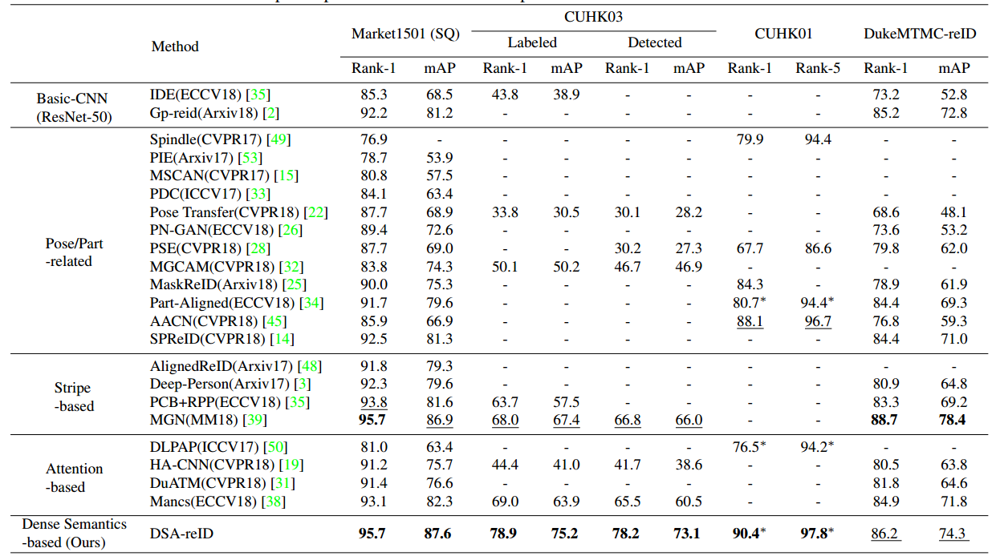 CUHK03
Market1501 (SQ) CUHK01 DukeMTMC-reID
Method Labeled Detected
Rank-1 mAP Rank-1 mAP Rank-1 mAP Rank-1 Rank-5 Rank-1 mAP
Basic-CNN
(ResNet-50)
IDE(ECCV18) [35] 85.3 68.5 43.8 38.9 - - - - 73.2 52.8
Gp-reid(Arxiv18) [2] 92.2 81.2 - - - - - - 85.2 72.8
Pose/Part
-related
Spindle(CVPR17) [49] 76.9 - - - - - 79.9 94.4 - -
PIE(Arxiv17) [53] 78.7 53.9 - - - - - - - -
MSCAN(CVPR17) [15] 80.8 57.5 - - - - - - - -
PDC(ICCV17) [33] 84.1 63.4 - - - - - - - -
Pose Transfer(CVPR18) [22] 87.7 68.9 33.8 30.5 30.1 28.2 - - 68.6 48.1
PN-GAN(ECCV18) [26] 89.4 72.6 - - - - - - 73.6 53.2
PSE(CVPR18) [28] 87.7 69.0 - - 30.2 27.3 67.7 86.6 79.8 62.0
MGCAM(CVPR18) [32] 83.8 74.3 50.1 50.2 46.7 46.9 - - - -
MaskReID(Arxiv18) [25] 90.0 75.3 - - - - 84.3 - 78.9 61.9
Part-Aligned(ECCV18) [34] 91.7 79.6 - - - - 80.7* 94.4* 84.4 69.3
AACN(CVPR18) [45] 85.9 66.9 - - - - 88.1 96.7 76.8 59.3
SPReID(CVPR18) [14] 92.5 81.3 - - - - - - 84.4 71.0
Stripe
-based
AlignedReID(Arxiv17) [48] 91.8 79.3 - - - - - - - -
Deep-Person(Arxiv17) [3] 92.3 79.6 - - - - - - 80.9 64.8
PCB+RPP(ECCV18) [35] 93.8 81.6 63.7 57.5 - - - - 83.3 69.2
MGN(MM18) [39] 95.7 86.9 68.0 67.4 66.8 66.0 - - 88.7 78.4
Attention
-based
DLPAP(ICCV17) [50] 81.0 63.4 - - - - 76.5* 94.2* - -
HA-CNN(CVPR18) [19] 91.2 75.7 44.4 41.0 41.7 38.6 - - 80.5 63.8
DuATM(CVPR18) [31] 91.4 76.6 - - - - - - 81.8 64.6
Mancs(ECCV18) [38] 93.1 82.3 69.0 63.9 65.5 60.5 - - 84.9 71.8
Dense Semantics
-based (Ours)
DSA-reID 95.7 87.6 78.9 75.2 78.2 73.1 90.4* 97.8* 86.2 74.3